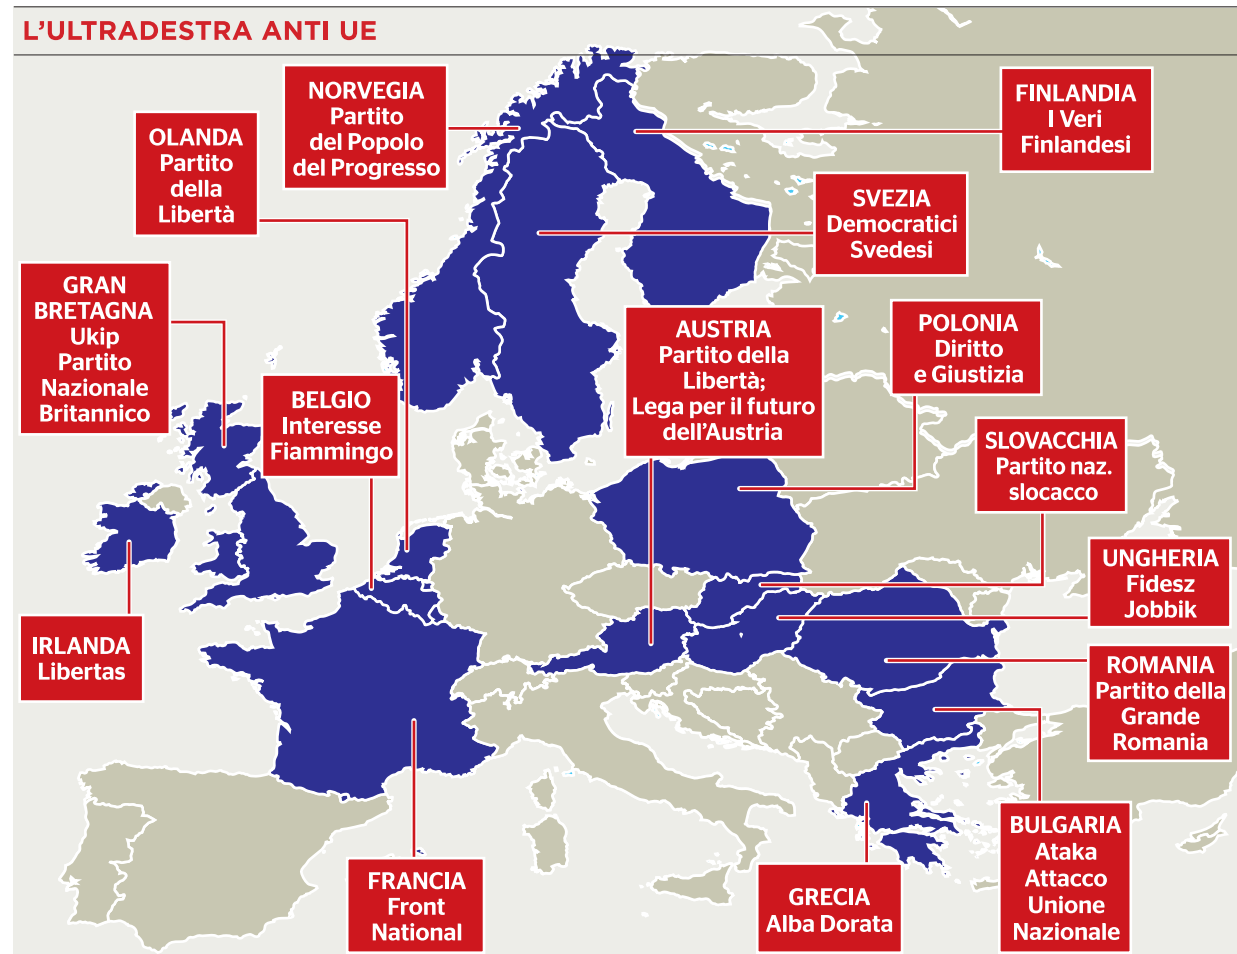 L'ULTRADESTRA ANTI UE
NORVEGIA
Partito
del Popolo
del Progresso
FINLANDIA
I Veri
Finlandesi
OLANDA
Partito
della
Libertà
SVEZIA
Democratici
Svedesi
GRAN
BRETAGNA
Ukip
Partito
Nazionale
Britannico
AUSTRIA
Partito della
Libertà;
Lega per il futuro
dell'Austria
POLONIA
Diritto
e Giustizia
BELGIO
Interesse
Fiammingo
SLOVACCHIA
Partito naz.
slocacco
UNGHERIA
Fidesz
Jobbik
IRLANDA
Libertas
ROMANIA
Partito della
Grande
Romania
BULGARIA
Ataka
Attacco
Unione
Nazionale
FRANCIA
Front
National
GRECIA
Alba Dorata